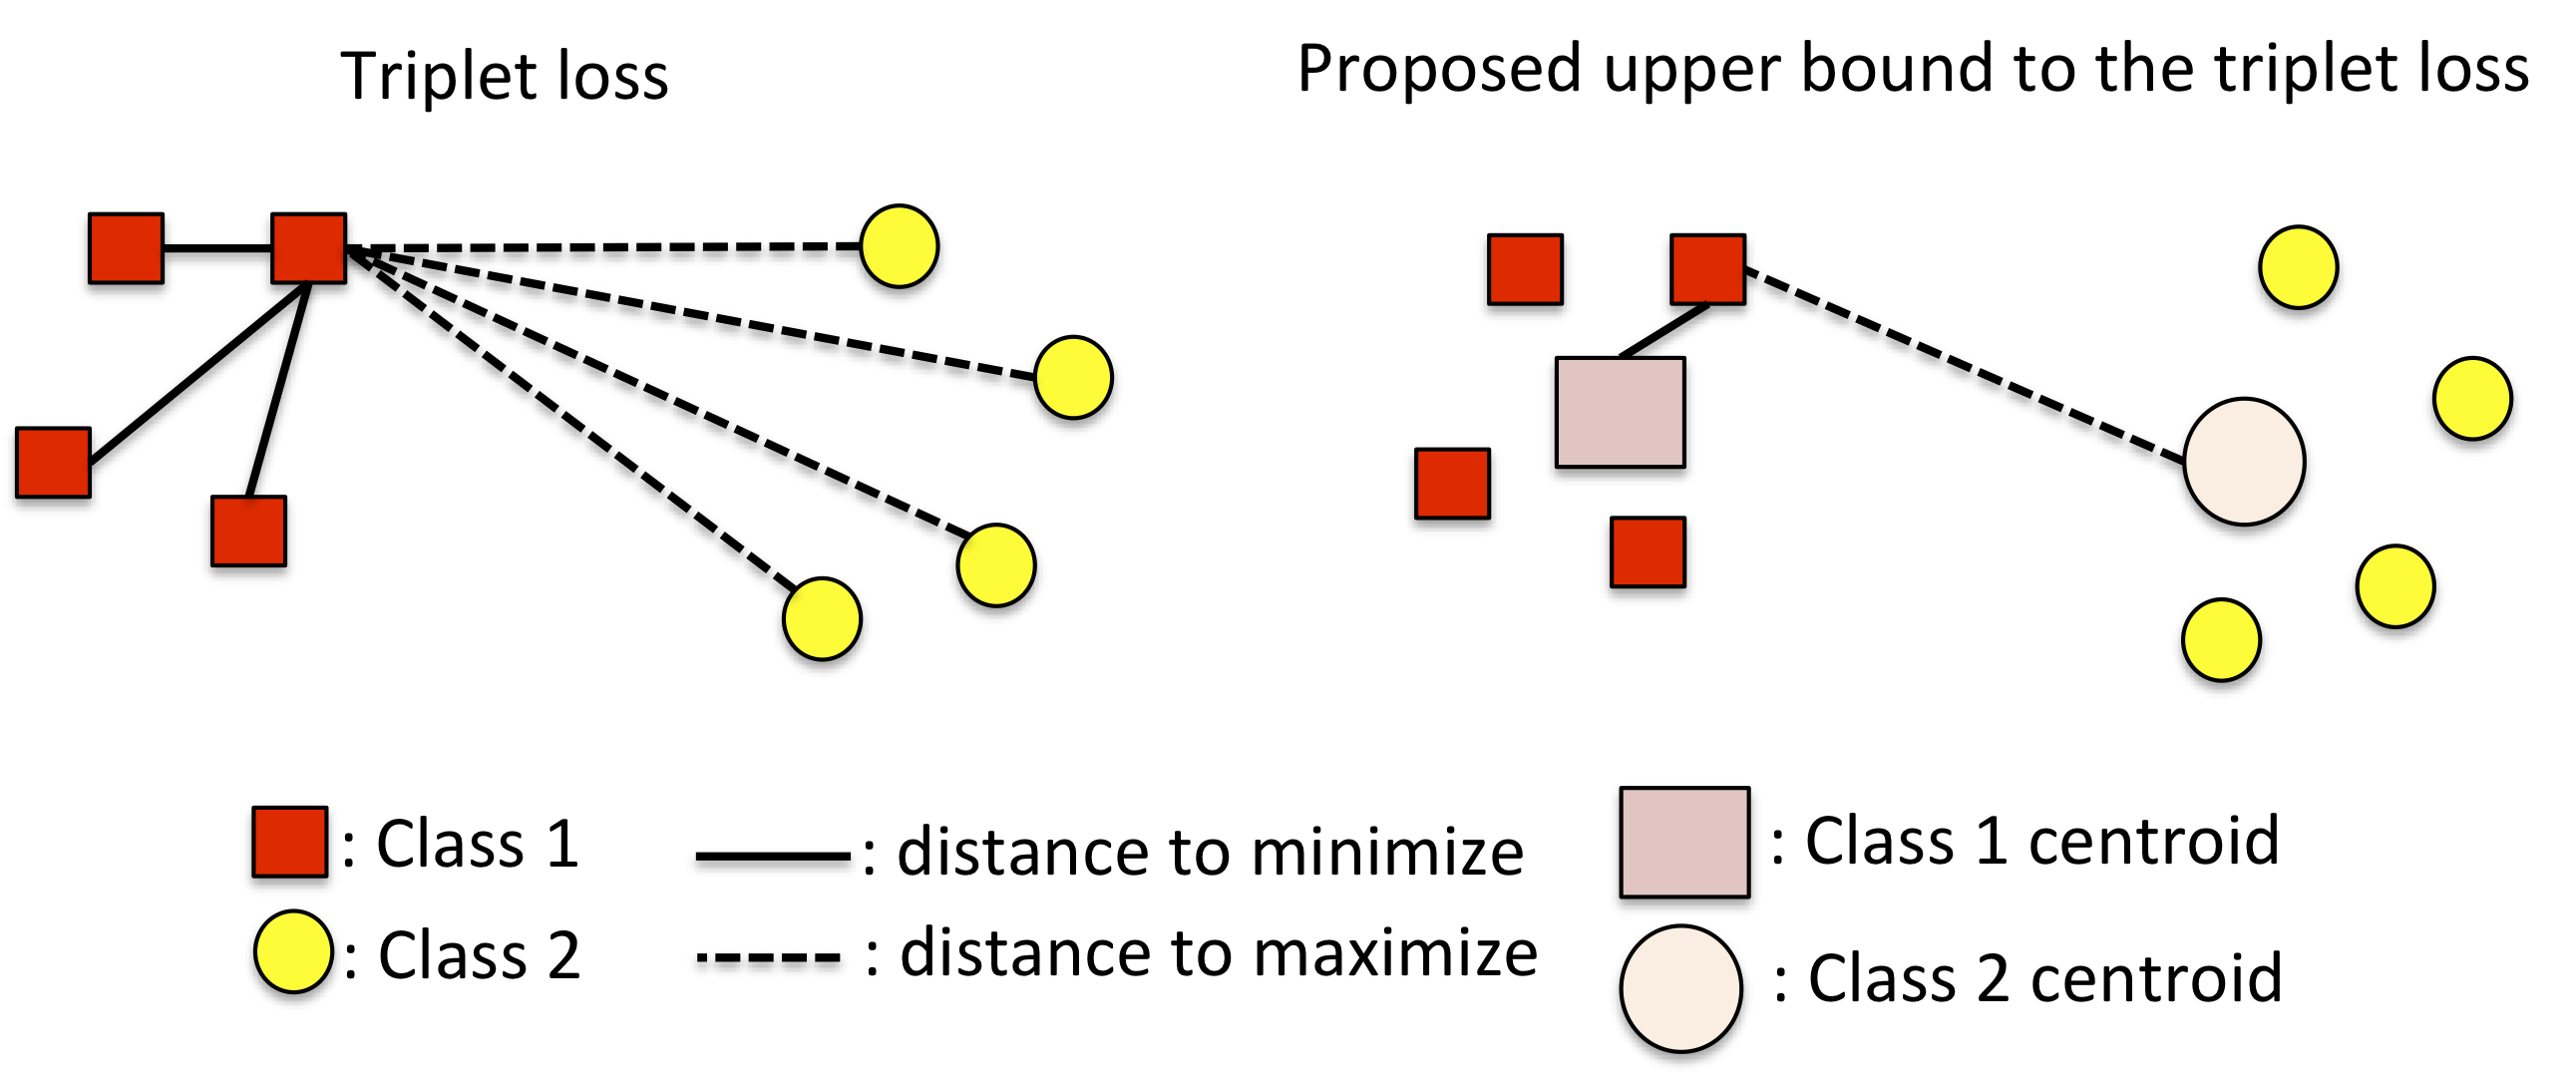 Triplet loss
Proposed upper bound to the triplet loss
: Class 1
: distance to minimize
: Class 1 centroid
: Class 2
: distance to maximize
: Class 2 centroid